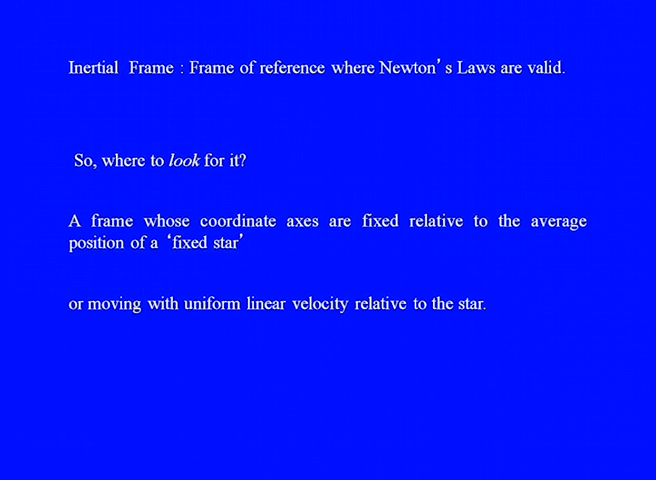 Inertial Frame : Frame of reference where Newton's Laws are valid.
So, where to look for it?
A frame whose coordinate axes are fixed relative to the average
position of a ‘fixed star’
or moving with uniform linear velocity relative to the star.